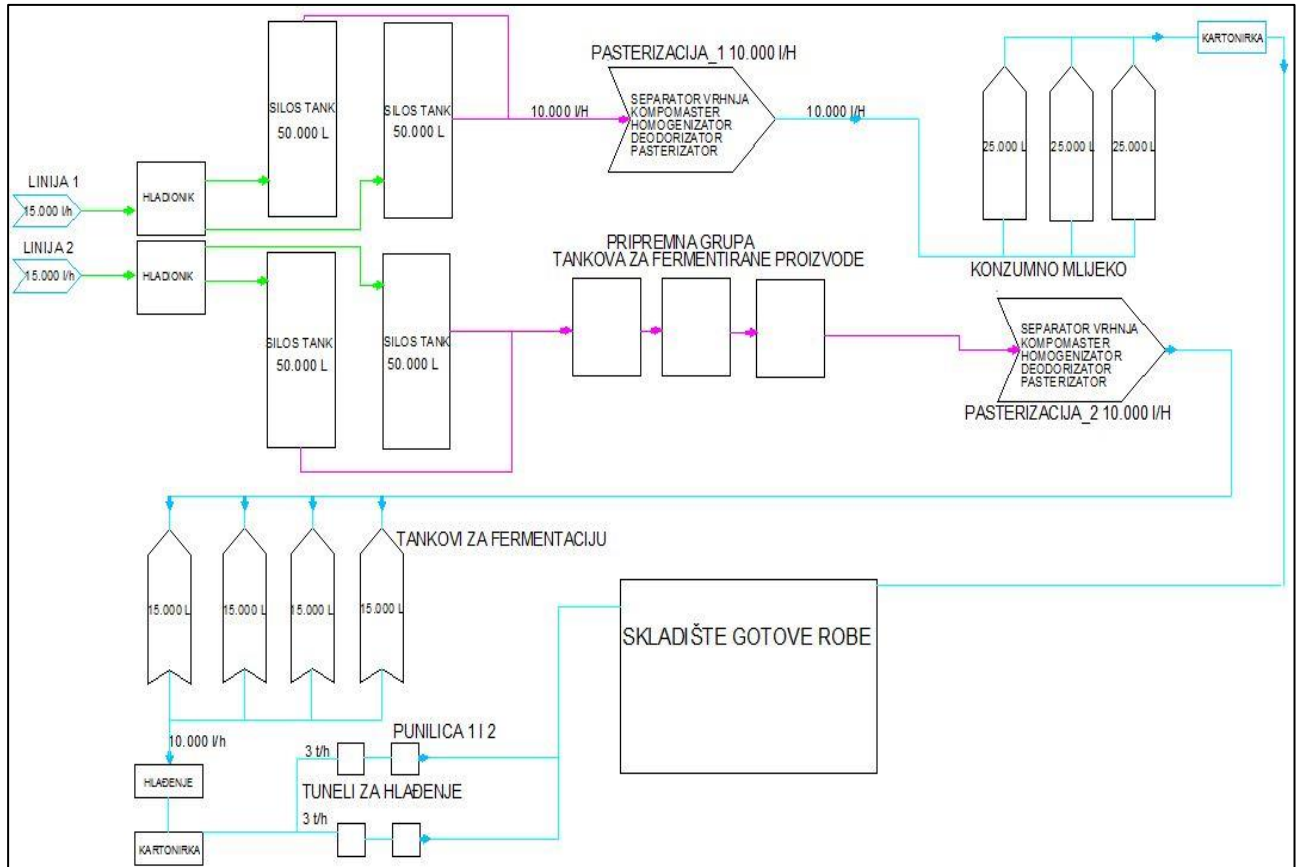 LINIJA 1
15.000 l/h
HLADIONIK
LINIJA 2
15.000 l/h
HLADIONIK
SILOS TANK
50.000 L
SILOS TANK
50.000 L
SILOS TANK
50.000 L
SILOS TANK
50.000 L
10.000 l/H
PASTERIZACIJA_1 10.000 l/H
SEPARATOR VRHNJA
KOMPOMASTER
HOMOGENIZATOR
DEODORIZATOR
PASTERIZATOR
10.000 l/H
25.000 L
25.000 L
25.000 L
KARTONIRKA
KONZUMNO MLIJEKO
PRIPREMNA GRUPA
TANKOVA ZA FERMENTIRANE PROIZVODE
SEPARATOR VRHNJA
KOMPOMASTER
HOMOGENIZATOR
DEODORIZATOR
PASTERIZATOR
PASTERIZACIJA_2 10.000 l/H
TANKOVI ZA FERMENTACIJU
15.000 L
15.000 L
15.000 L
15.000 L
10.000 l/h
HLAĐENJE
KARTONIRKA
3 t/h
PUNILICA 1 I 2
TUNELI ZA HLAĐENJE
3 t/h
SKLADIŠTE GOTOVE ROBE